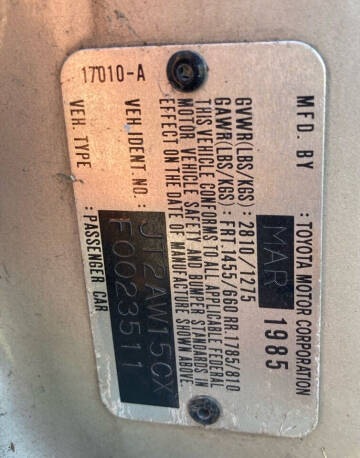 MFD. BY : TOYOTA MOTOR CORPORATION
MAR 1985
GVWR(LBS/KGS) : 2810/1275
GAWR(LBS/KGS) : FRT.1455/660 RR.1785/810
THIS VEHICLE CONFORMS TO ALL APPLICABLE FEDERAL
MOTOR VEHICLE SAFETY AND BUMPER STANDARDS IN
EFFECT ON THE DATE OF MANUFACTURE SHOWN ABOVE.
VEH. IDENT. NO. : JT2AW15CX
F0023511
VEH. TYPE : PASSENGER CAR
17010-A